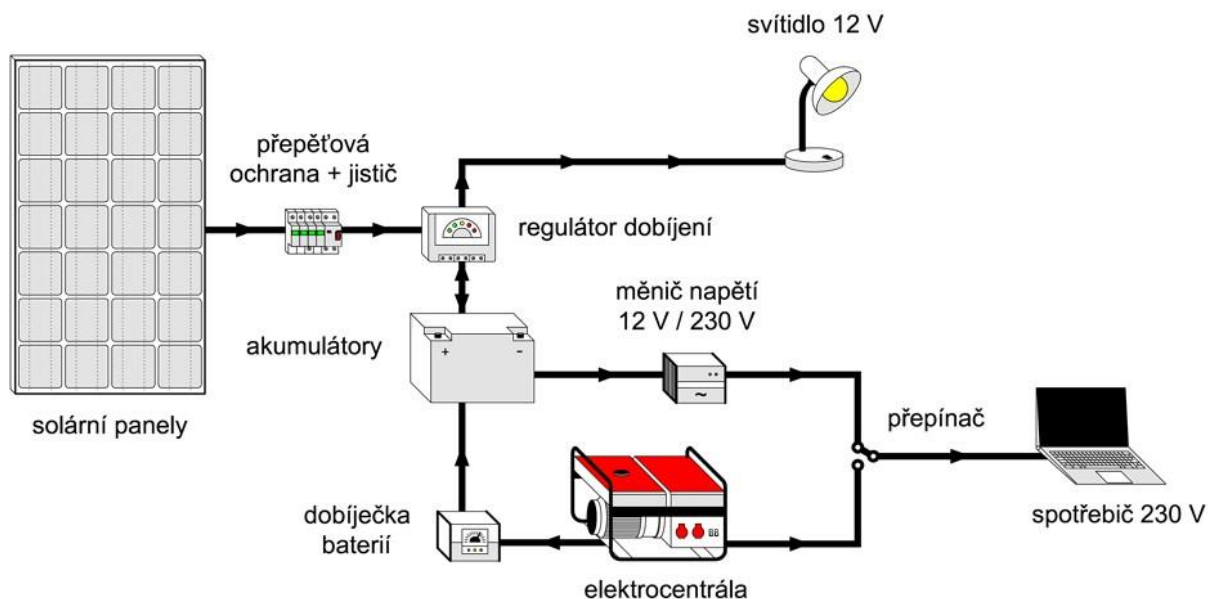 svítidlo 12 V
přepěťová
ochrana + jistič
regulátor dobíjení
měnič napětí
12 V / 230 V
akumulátory
+ -
~
solární panely
přepínač
dobíječka
baterií
spotřebič 230 V
elektrocentrála